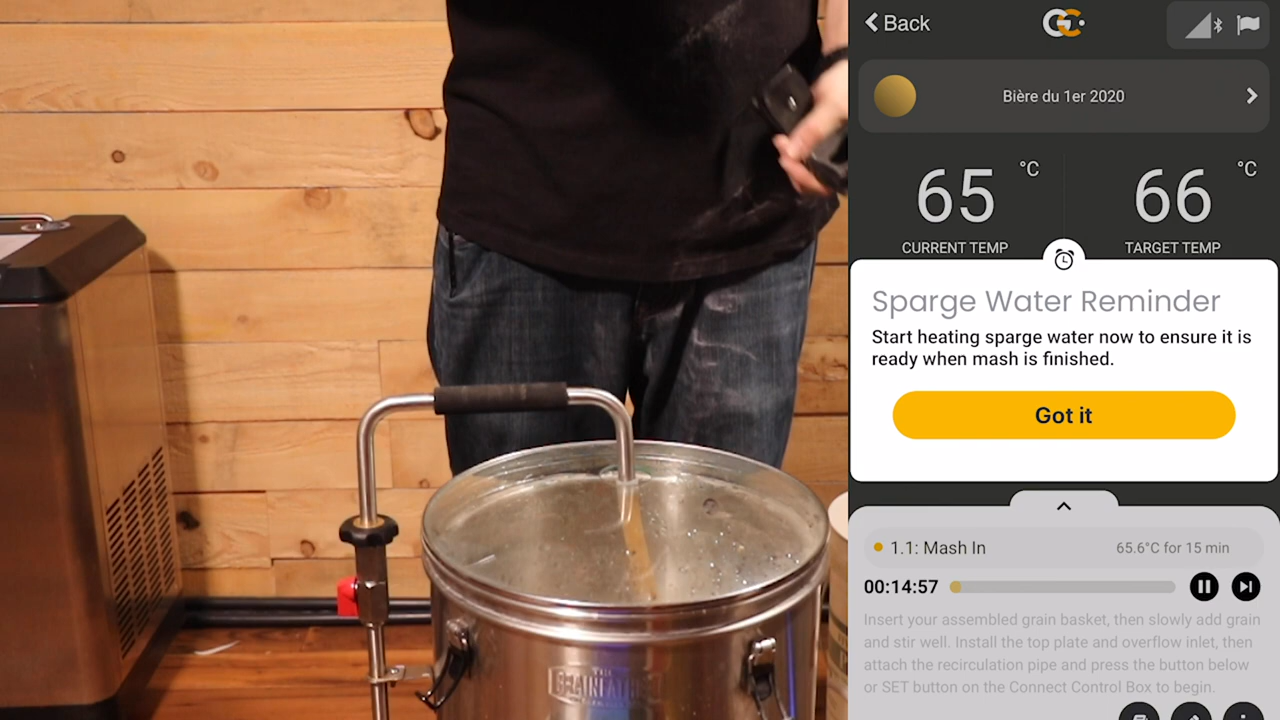 Back
GC
Bière du 1er 2020
65 °C
66 °C
CURRENT TEMP
TARGET TEMP
Sparge Water Reminder
Start heating sparge water now to ensure it is
ready when mash is finished.
Got it
1.1: Mash In
65.6°C for 15 min
00:14:57
Insert your assembled grain basket, then slowly add grain
and stir well. Install the top plate and overflow inlet, then
attach the recirculation pipe and press the button below
or SET button on the Connect Control Box to begin.
THE
GRAINFATHER